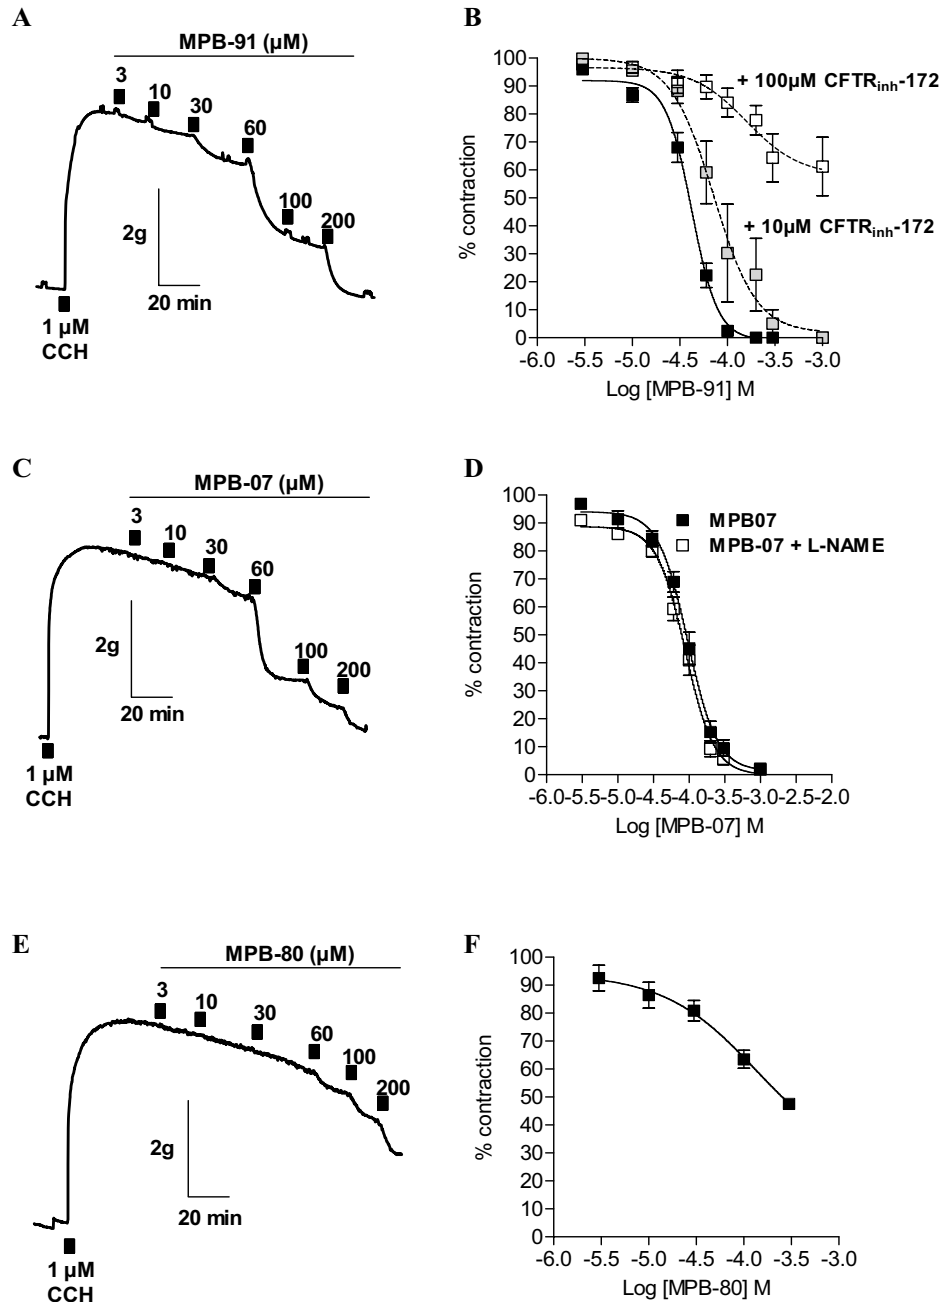 A
MPB-91 (µM)
3
10
30
60
100
200
2g
20 min
1 µM
CCH
B
100
90
80
70
60
50
40
30
20
10
0
% contraction
+ 100µM CFTRinh-172
+ 10µM CFTRinh-172
-6.0 -5.5 -5.0 -4.5 -4.0 -3.5 -3.0
Log [MPB-91] M
C
MPB-07 (µM)
3
10
30
60
100
200
2g
20 min
1 µM
CCH
D
100
90
80
70
60
50
40
30
20
10
0
% contraction
MPB07
MPB-07 + L-NAME
-6.0 -5.5 -5.0 -4.5 -4.0 -3.5 -3.0 -2.5 -2.0
Log [MPB-07] M
E
MPB-80 (µM)
3
10
30
60
100
200
2g
20 min
1 µM
CCH
F
100
90
80
70
60
50
40
30
20
10
0
% contraction
-6.0 -5.5 -5.0 -4.5 -4.0 -3.5 -3.0
Log [MPB-80] M